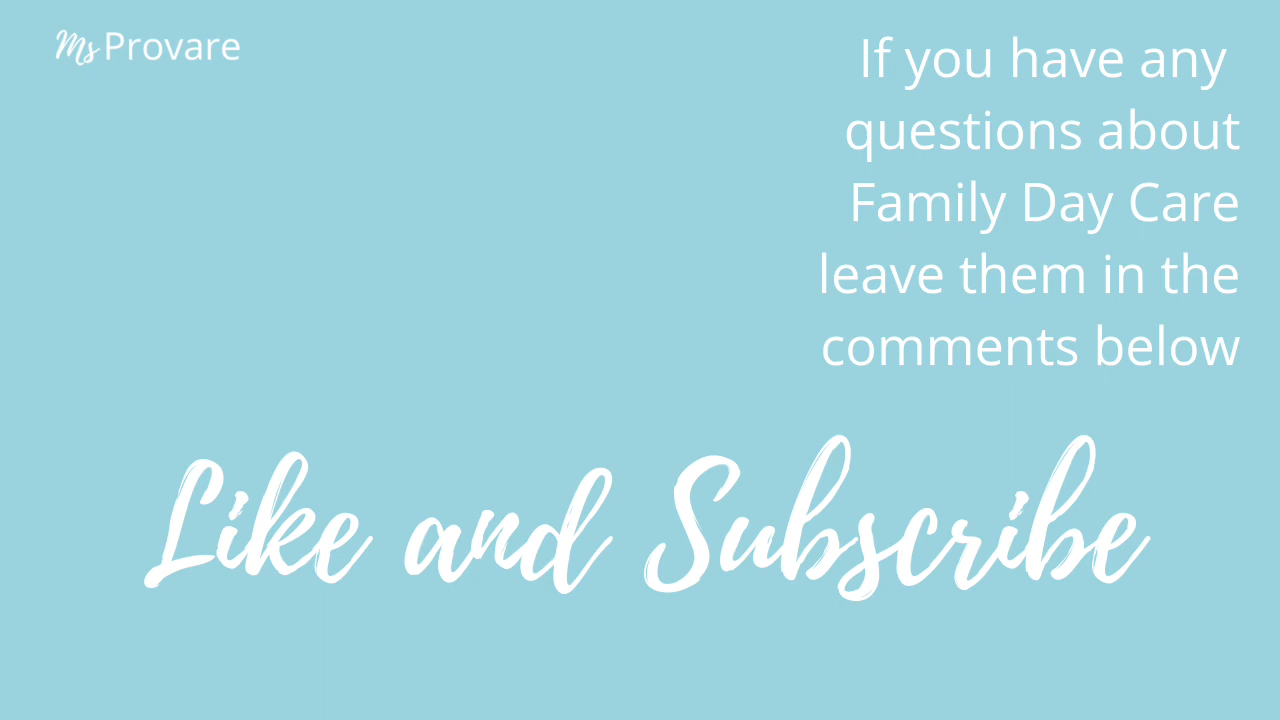 Ms Provare
If you have any
questions about
Family Day Care
leave them in the
comments below
Like and Subscribe